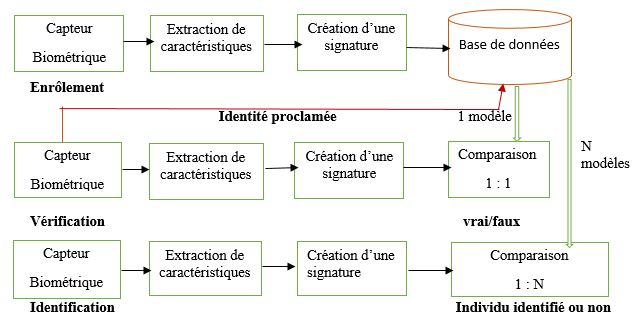 Capteur
Biométrique
Extraction de
caractéristiques
Création d’une
signature
Base de données
Enrôlement
Identité proclamée
1 modèle
N
modèles
Capteur
Biométrique
Extraction de
caractéristiques
Création d’une
signature
Comparaison
1 : 1
Vérification
vrai/faux
Capteur
Biométrique
Extraction de
caractéristiques
Création d’une
signature
Comparaison
1 : N
Identification
Individu identifié ou non